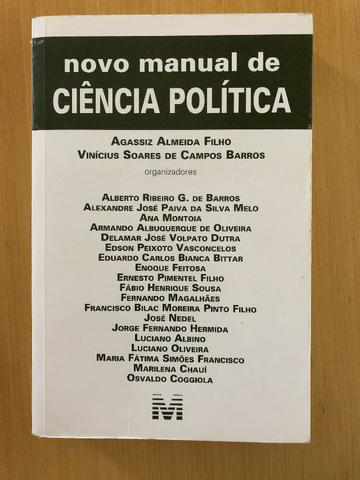 novo manual de
CIÊNCIA POLÍTICA
AGASSIZ ALMEIDA FILHO
VINÍCIUS SOARES DE CAMPOS BARROS
organizadores
ALBERTO RIBEIRO G. DE BARROS
ALEXANDRE JOSÉ PAIVA DA SILVA MELO
ANA MONTOIA
ARMANDO ALBUQUERQUE DE OLIVEIRA
DELAMAR JOSÉ VOLPATO DUTRA
EDSON PEIXOTO VASCONCELOS
EDUARDO CARLOS BIANCA BITTAR
ENOQUE FEITOSA
ERNESTO PIMENTEL FILHO
FÁBIO HENRIQUE SOUSA
FERNANDO MAGALHÃES
FRANCISCO BILAC MOREIRA PINTO FILHO
JOSÉ NEDEL
JORGE FERNANDO HERMIDA
LUCIANO ALBINO
LUCIANO OLIVEIRA
MARIA FÁTIMA SIMÕES FRANCISCO
MARILENA CHAUÍ
OSVALDO COGGIOLA
M